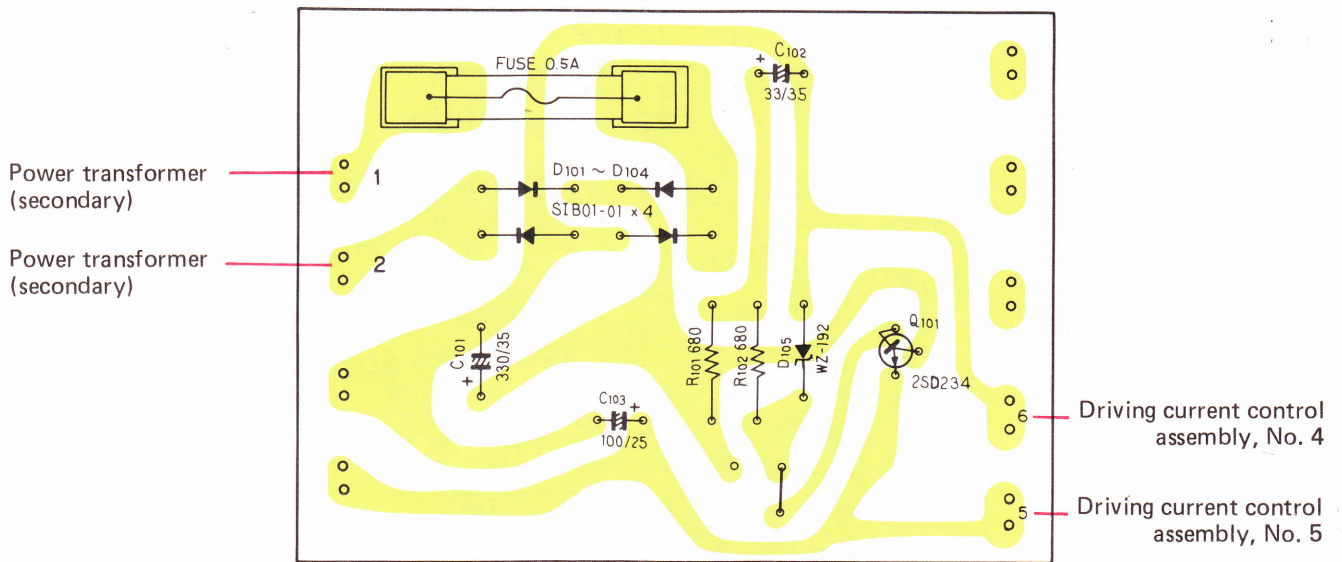 FUSE 0.5A
C102
33/35
Power transformer
(secondary)
1
D101 ~ D104
SIB01-01 x 4
Power transformer
(secondary)
2
C101
330/35
R101 680
R102 680
D105
WZ-192
Q101
2SD234
C103
100/25
6
Driving current control
assembly, No. 4
5
Driving current control
assembly, No. 5